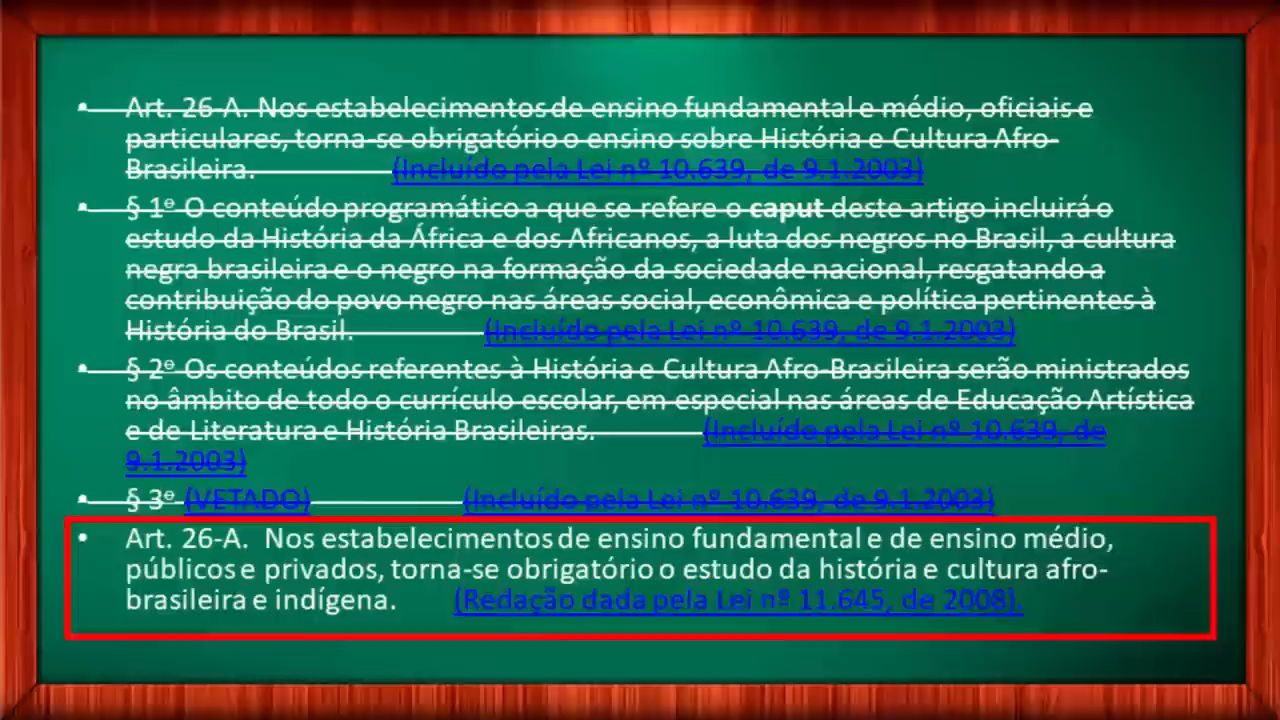 • Art. 26-A. Nos estabelecimentos de ensino fundamental e médio, oficiais e
particulares, torna-se obrigatório o ensino sobre História e Cultura Afro-
Brasileira. (Incluído pela Lei nº 10.639, de 9.1.2003)
• § 1º O conteúdo programático a que se refere o caput deste artigo incluirá o
estudo da História da África e dos Africanos, a luta dos negros no Brasil, a cultura
negra brasileira e o negro na formação da sociedade nacional, resgatando a
contribuição do povo negro nas áreas social, econômica e política pertinentes à
História do Brasil. (Incluído pela Lei nº 10.639, de 9.1.2003)
• § 2º Os conteúdos referentes à História e Cultura Afro-Brasileira serão ministrados
no âmbito de todo o currículo escolar, em especial nas áreas de Educação Artística
e de Literatura e História Brasileiras. (Incluído pela Lei nº 10.639, de
9.1.2003)
• § 3º (VETADO) (Incluído pela Lei nº 10.639, de 9.1.2003)
• Art. 26-A. Nos estabelecimentos de ensino fundamental e de ensino médio,
públicos e privados, torna-se obrigatório o estudo da história e cultura afro-
brasileira e indígena. (Redação dada pela Lei nº 11.645, de 2008).